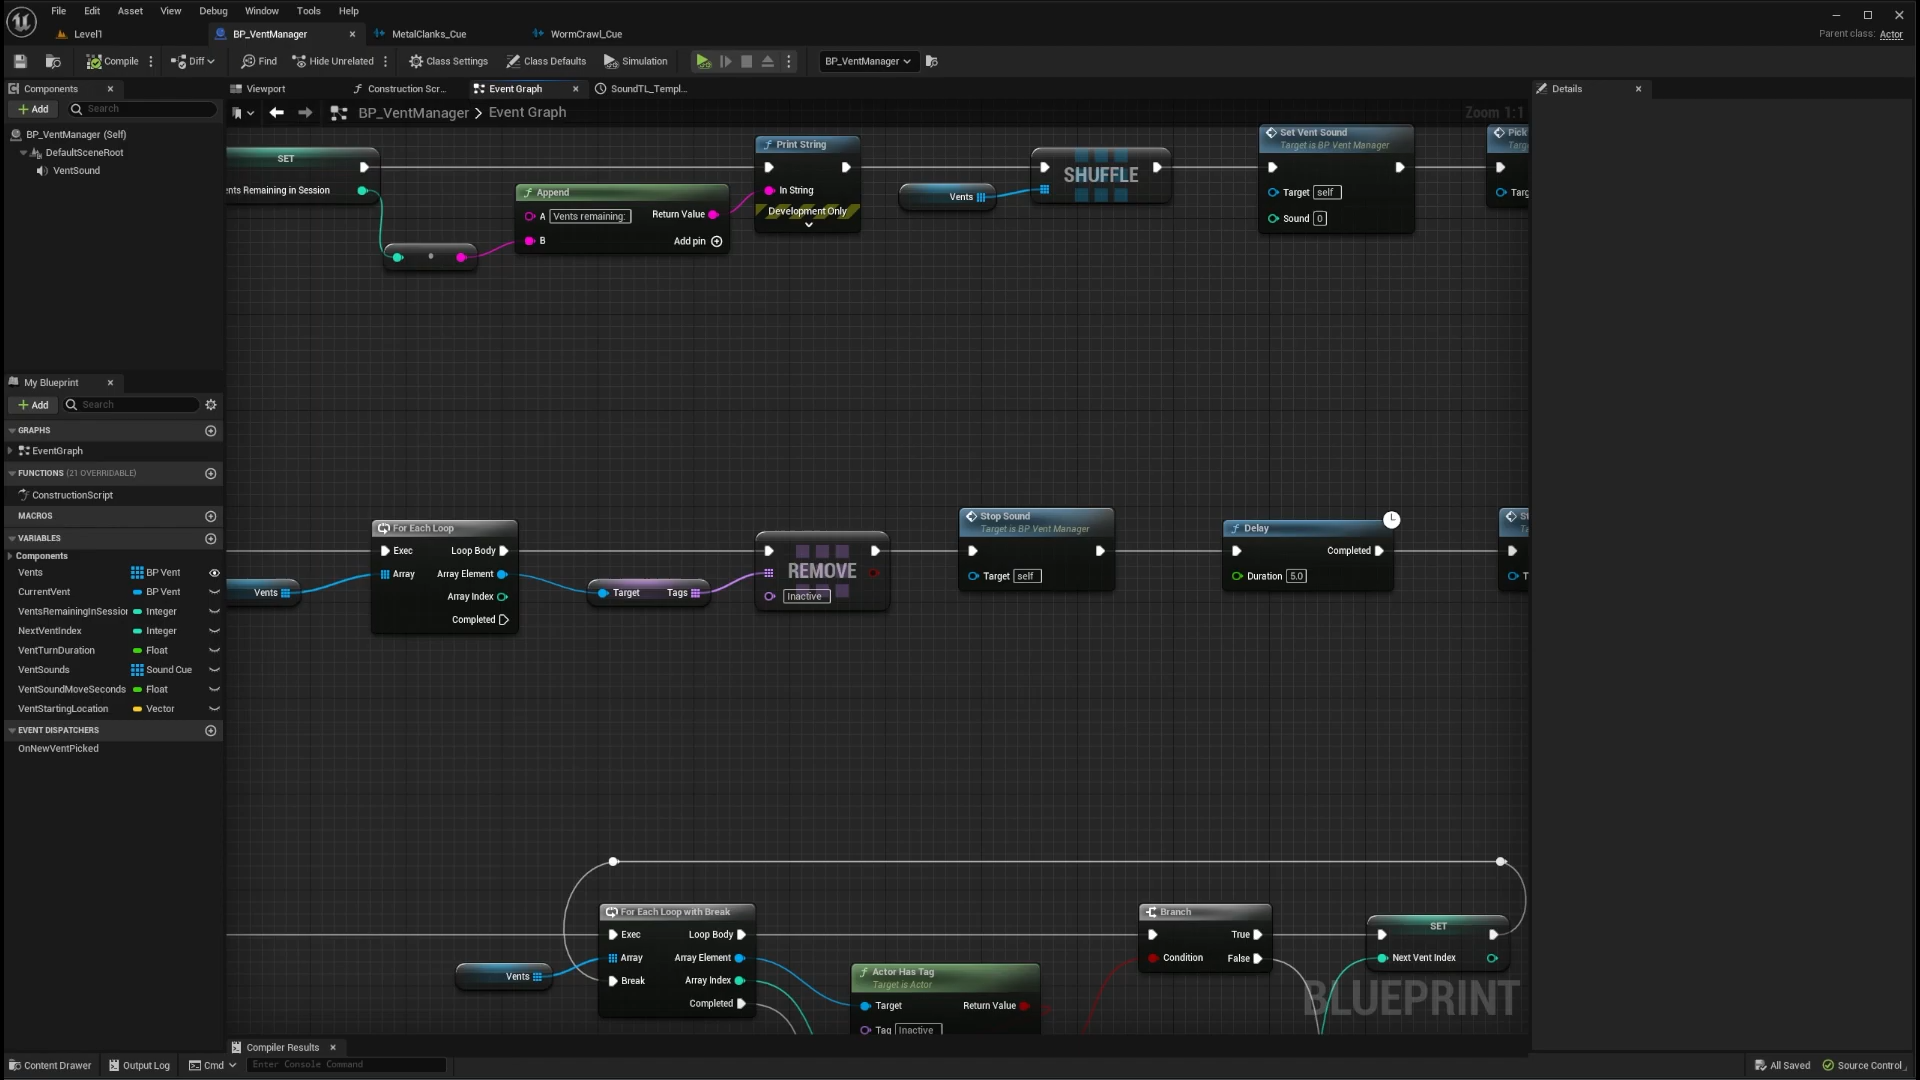 File Edit Asset View Debug Window Tools Help
Level1 BP_VentManager MetalClanks_Cue WormCrawl_Cue Parent class: Actor
Compile Diff Find Hide Unrelated Class Settings Class Defaults Simulation BP_VentManager
Components Viewport Construction Scr... Event Graph SoundTL_Templ... Details
Add Search BP_VentManager > Event Graph Zoom 1:1
BP_VentManager (Self)
DefaultSceneRoot
VentSound
SET
ents Remaining in Session
Append
A Vents remaining: Return Value
B Add pin
Print String
In String
Development Only
Vents
SHUFFLE
Set Vent Sound
Target is BP Vent Manager
Target self
Sound 0
Pick
Targ
Targ
My Blueprint
Add Search
GRAPHS
EventGraph
FUNCTIONS (21 OVERRIDABLE)
ConstructionScript
MACROS
VARIABLES
Components
Vents BP Vent
CurrentVent BP Vent
VentsRemainingInSession Integer
NextVentIndex Integer
VentTurnDuration Float
VentSounds Sound Cue
VentSoundMoveSeconds Float
VentStartingLocation Vector
EVENT DISPATCHERS
OnNewVentPicked
Vents
For Each Loop
Exec Loop Body
Array Array Element
Array Index
Completed
Target Tags
REMOVE
Inactive
Stop Sound
Target is BP Vent Manager
Target self
Delay
Completed
Duration 5.0
Vents
For Each Loop with Break
Exec Loop Body
Array Array Element
Break Array Index
Completed
Actor Has Tag
Target is Actor
Target Return Value
Tag Inactive
Branch
True
Condition False
SET
Next Vent Index
BLUEPRINT
Compiler Results
Content Drawer Output Log Cmd Enter Console Command All Saved Source Control